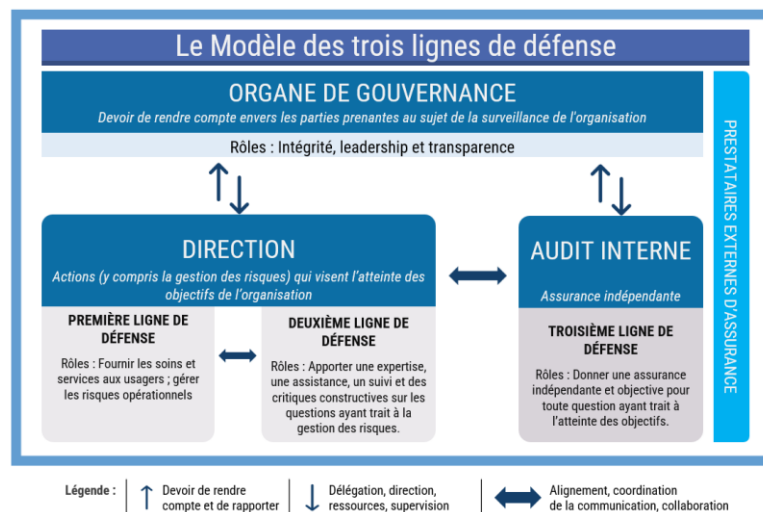 Le Modèle des trois lignes de défense
ORGANE DE GOUVERNANCE
Devoir de rendre compte envers les parties prenantes au sujet de la surveillance de l'organisation
Rôles : Intégrité, leadership et transparence
DIRECTION
Actions (y compris la gestion des risques) qui visent l'atteinte des
objectifs de l'organisation
PREMIÈRE LIGNE DE
DÉFENSE
Rôles : Fournir les soins et
services aux usagers ; gérer
les risques opérationnels
DEUXIÈME LIGNE DE
DÉFENSE
Rôles : Apporter une expertise,
une assistance, un suivi et des
critiques constructives sur les
questions ayant trait à la
gestion des risques.
AUDIT INTERNE
Assurance indépendante
TROISIÈME LIGNE DE
DÉFENSE
Rôles : Donner une assurance
indépendante et objective pour
toute question ayant trait à
l'atteinte des objectifs.
PRESTATAIRES EXTERNES D'ASSURANCE
Légende :
Devoir de rendre
compte et de rapporter
Délégation, direction,
ressources, supervision
Alignement, coordination
de la communication, collaboration